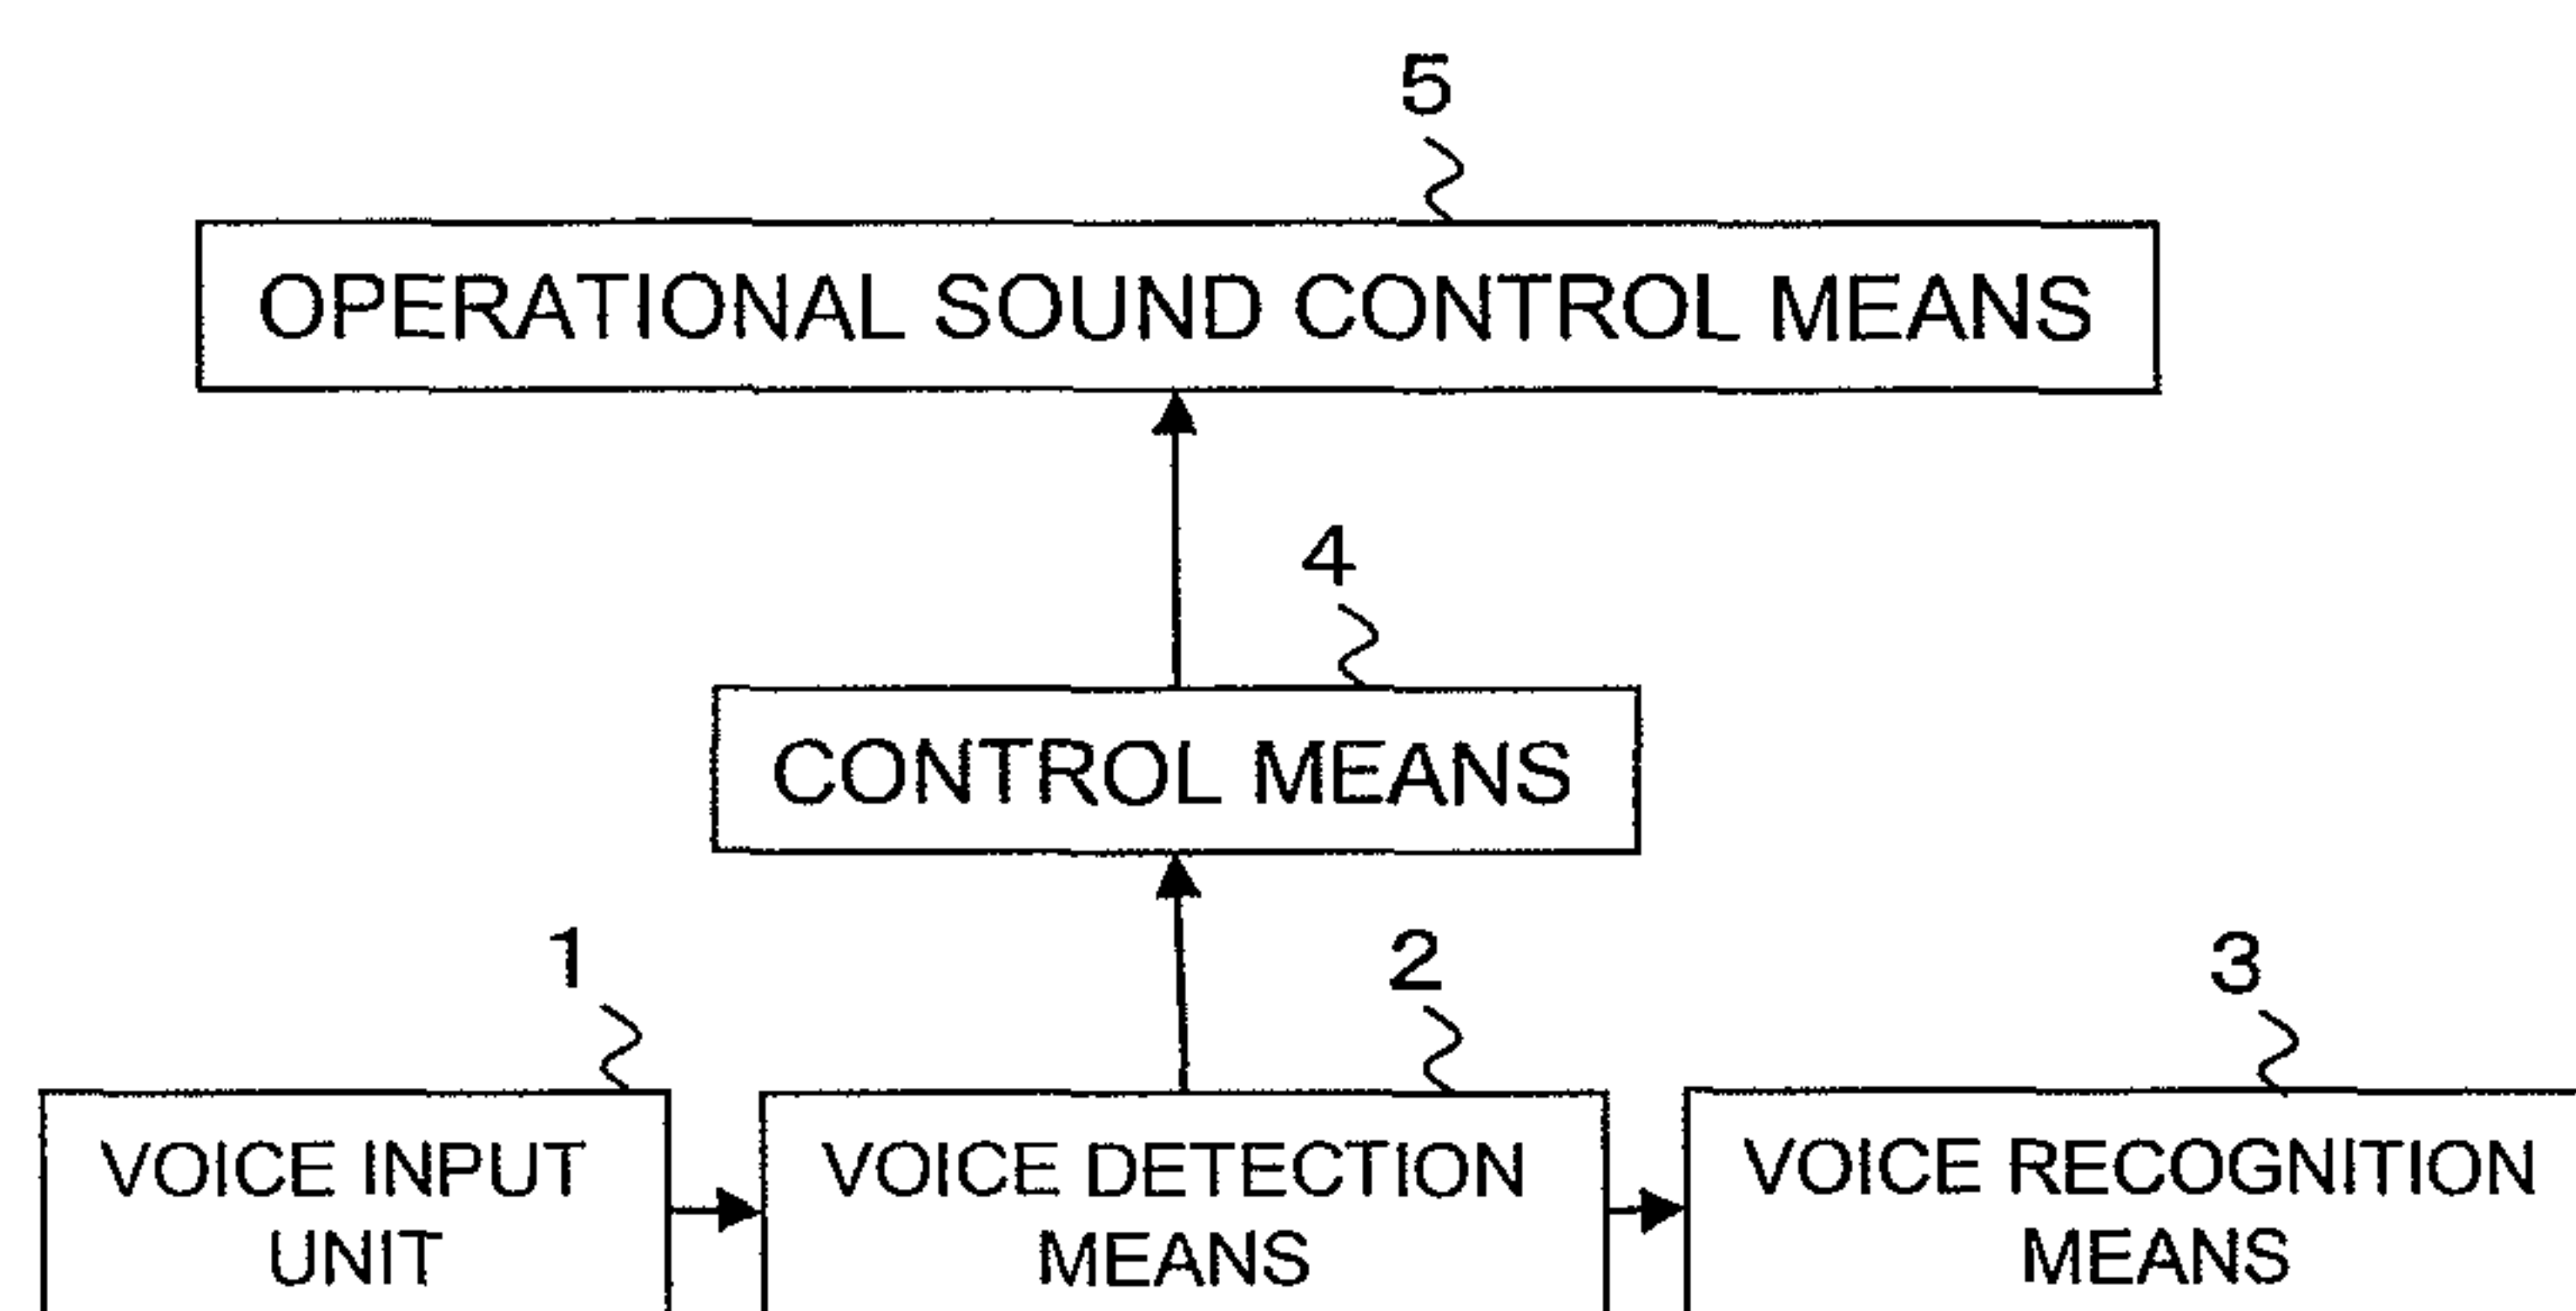 5
OPERATIONAL SOUND CONTROL MEANS
4
CONTROL MEANS
1
2
3
VOICE INPUT
UNIT
VOICE DETECTION
MEANS
VOICE RECOGNITION
MEANS